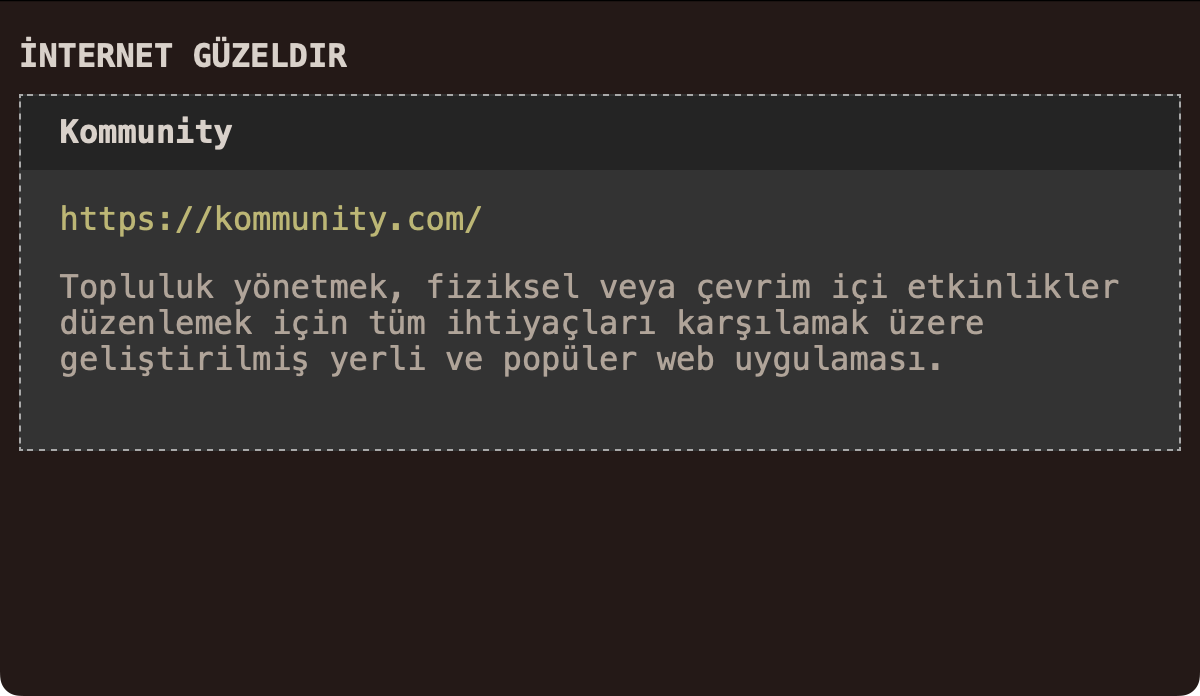 İNTERNET GÜZELDIR
Kommunity
https://kommunity.com/
Topluluk yönetmek, fiziksel veya çevrim içi etkinlikler
düzenlemek için tüm ihtiyaçları karşılamak üzere
geliştirilmiş yerli ve popüler web uygulaması.